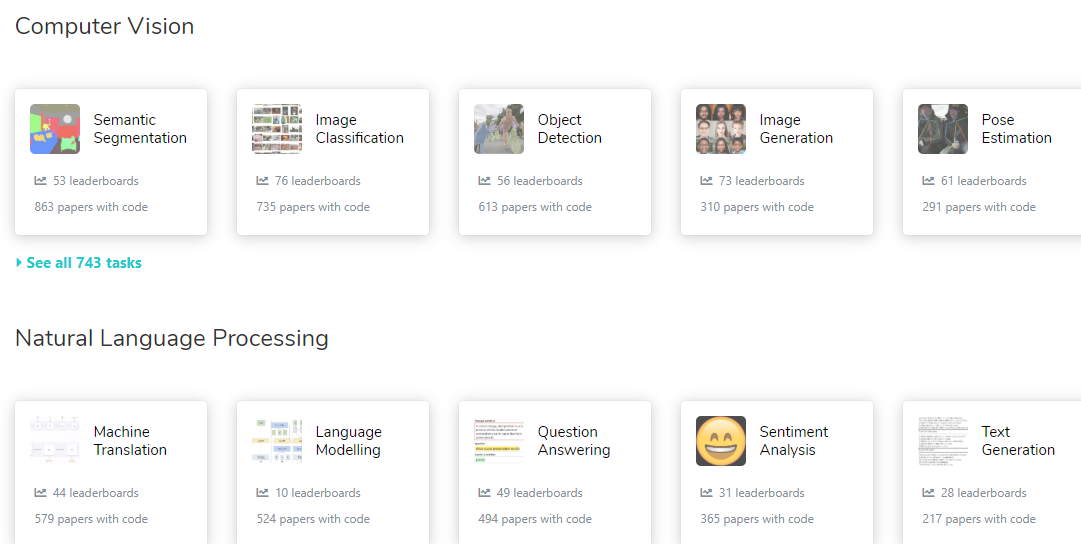 Computer Vision
Semantic
Segmentation
53 leaderboards
863 papers with code
Image
Classification
76 leaderboards
735 papers with code
Object
Detection
56 leaderboards
613 papers with code
Image
Generation
73 leaderboards
310 papers with code
Pose
Estimation
61 leaderboards
291 papers with code
See all 743 tasks
Natural Language Processing
Machine
Translation
44 leaderboards
579 papers with code
Language
Modelling
10 leaderboards
524 papers with code
Question
Answering
49 leaderboards
494 papers with code
Sentiment
Analysis
31 leaderboards
365 papers with code
Text
Generation
28 leaderboards
217 papers with code